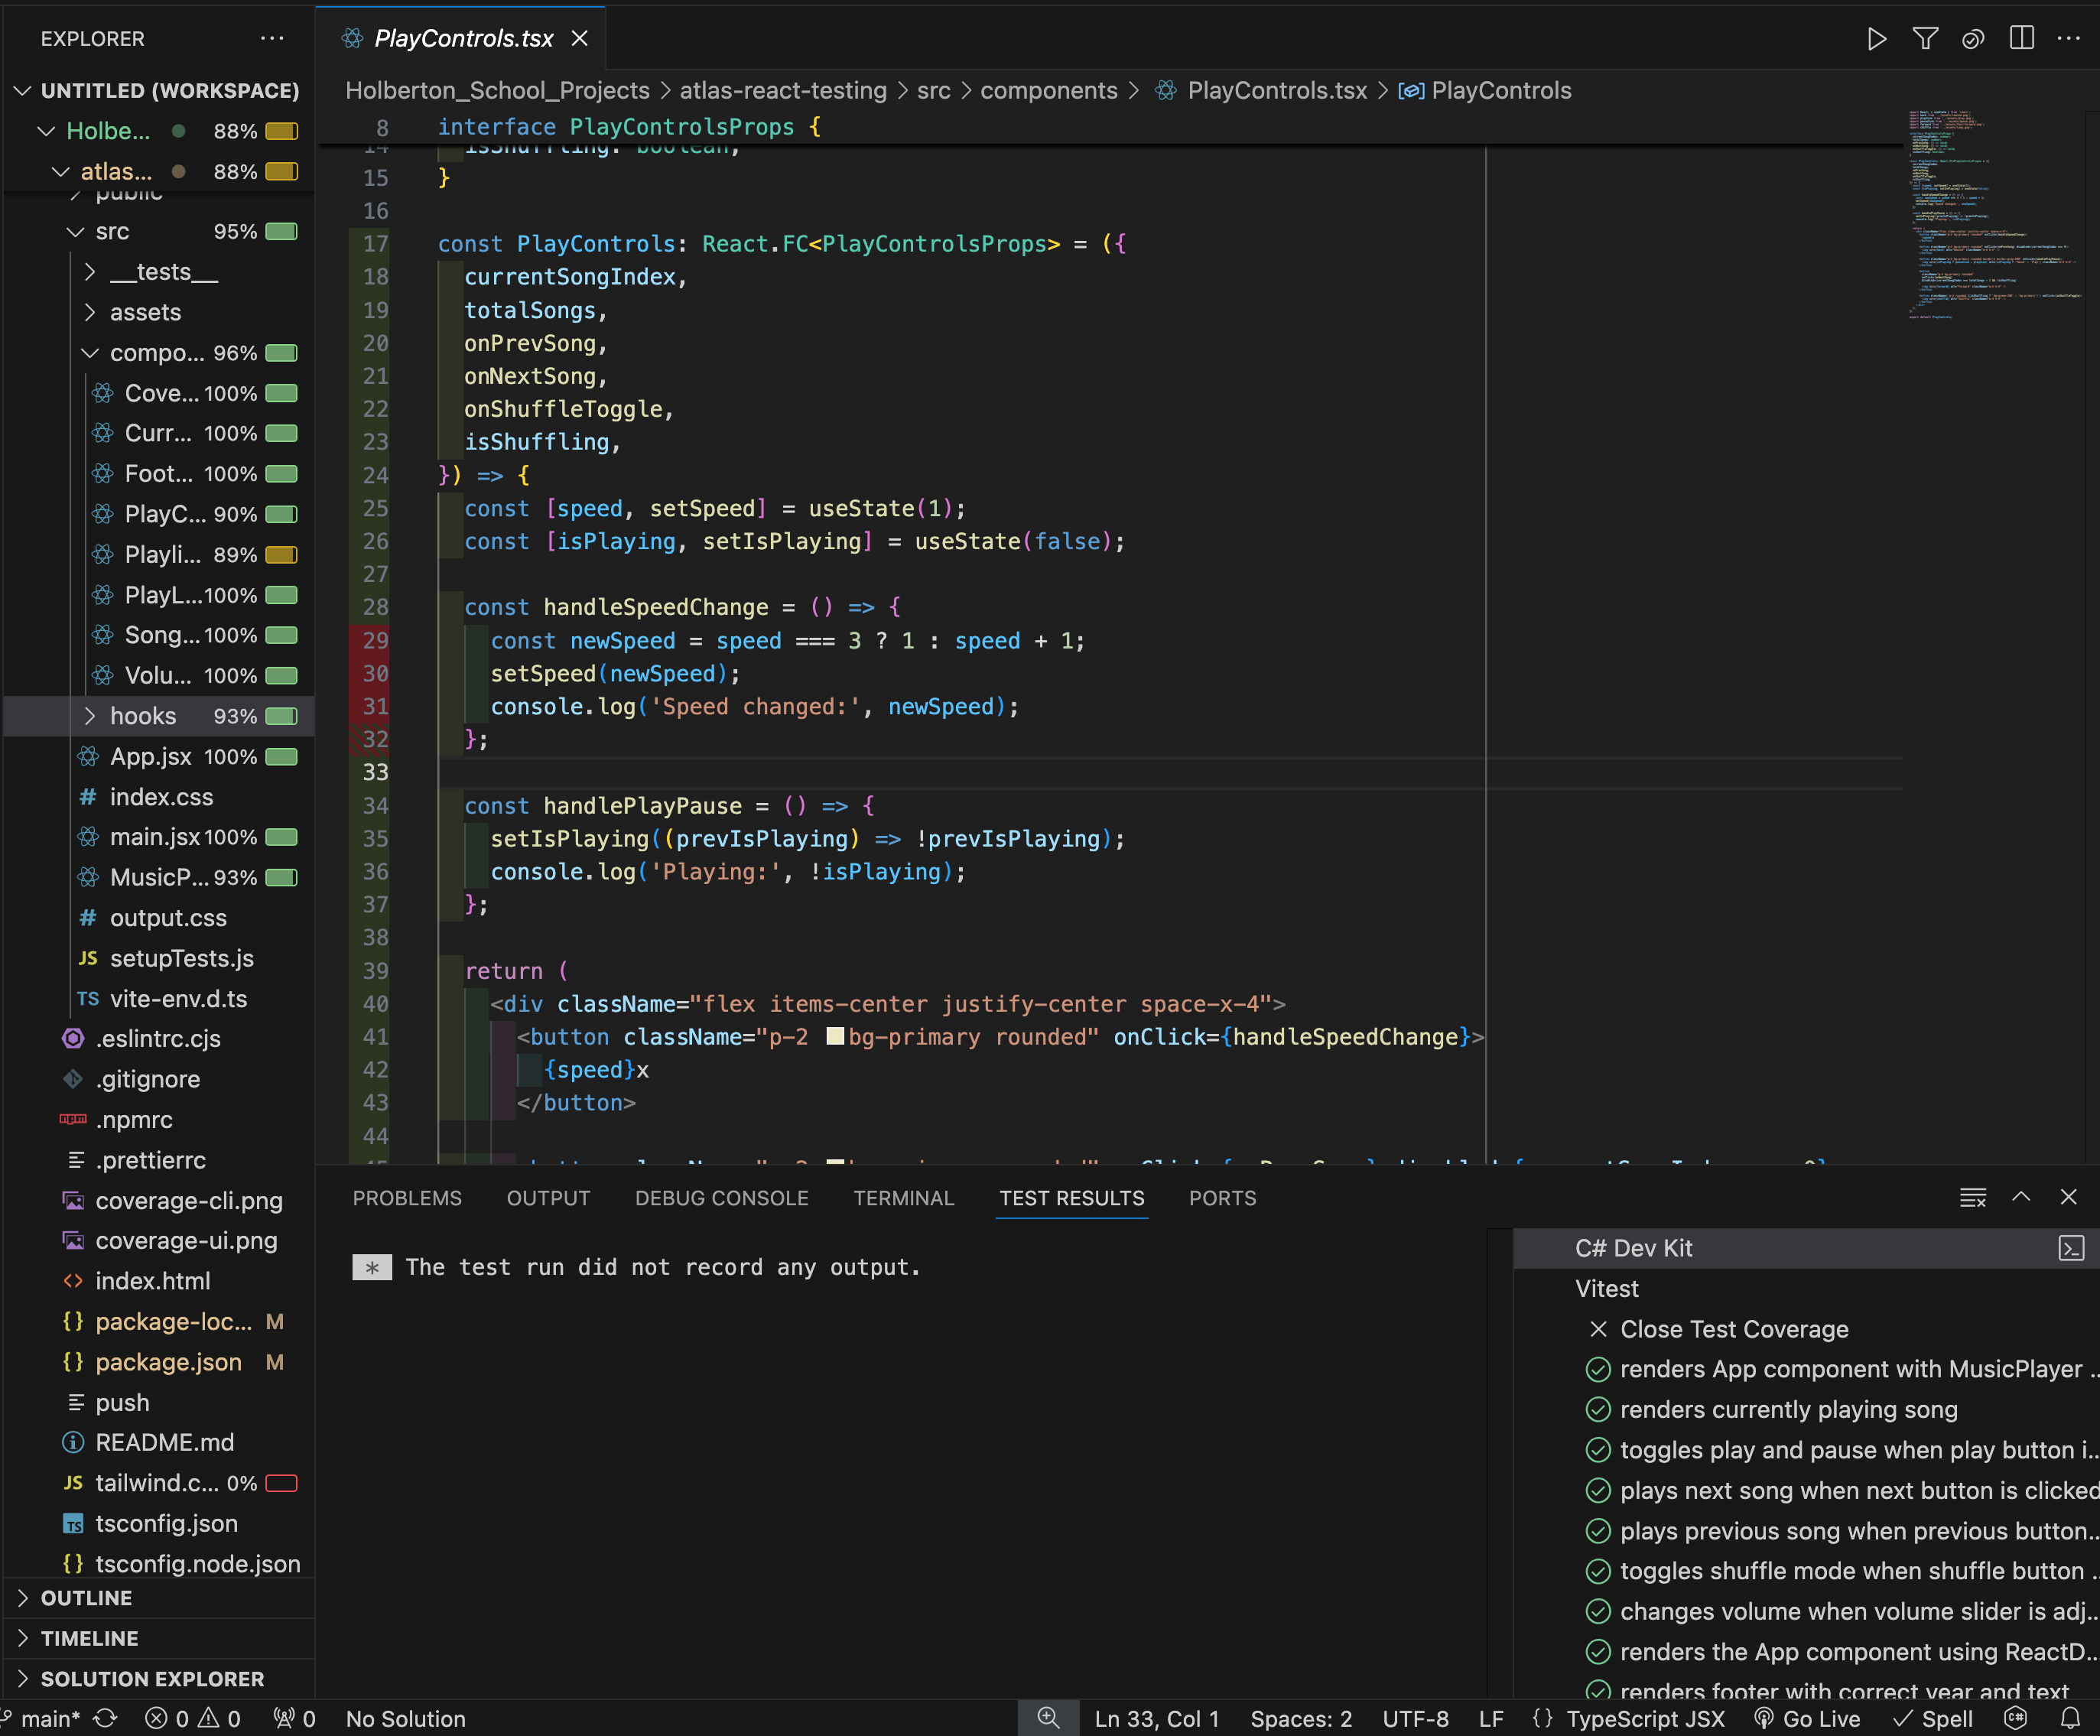 EXPLORER
UNTITLED (WORKSPACE)
Holbe... 88%
atlas... 88%
public
src 95%
__tests__
assets
compo... 96%
Cove... 100%
Curr... 100%
Foot... 100%
PlayC... 90%
Playli... 89%
PlayL... 100%
Song... 100%
Volu... 100%
hooks 93%
App.jsx 100%
index.css
main.jsx 100%
MusicP... 93%
output.css
JS setupTests.js
TS vite-env.d.ts
.eslintrc.cjs
.gitignore
.npmrc
.prettierrc
coverage-cli.png
coverage-ui.png
index.html
package-loc... M
package.json M
push
README.md
JS tailwind.c... 0%
TS tsconfig.json
tsconfig.node.json
OUTLINE
TIMELINE
SOLUTION EXPLORER
PlayControls.tsx
Holberton_School_Projects > atlas-react-testing > src > components > PlayControls.tsx > PlayControls
8 interface PlayControlsProps {
14 isShuffling: boolean;
15 }
16
17 const PlayControls: React.FC<PlayControlsProps> = ({
18 currentSongIndex,
19 totalSongs,
20 onPrevSong,
21 onNextSong,
22 onShuffleToggle,
23 isShuffling,
24 }) => {
25 const [speed, setSpeed] = useState(1);
26 const [isPlaying, setIsPlaying] = useState(false);
27
28 const handleSpeedChange = () => {
29 const newSpeed = speed === 3 ? 1 : speed + 1;
30 setSpeed(newSpeed);
31 console.log('Speed changed:', newSpeed);
32 };
33
34 const handlePlayPause = () => {
35 setIsPlaying((prevIsPlaying) => !prevIsPlaying);
36 console.log('Playing:', !isPlaying);
37 };
38
39 return (
40 <div className="flex items-center justify-center space-x-4">
41 <button className="p-2 bg-primary rounded" onClick={handleSpeedChange}>
42 {speed}x
43 </button>
44
PROBLEMS OUTPUT DEBUG CONSOLE TERMINAL TEST RESULTS PORTS
* The test run did not record any output.
C# Dev Kit
Vitest
Close Test Coverage
renders App component with MusicPlayer ...
renders currently playing song
toggles play and pause when play button i...
plays next song when next button is clicked
plays previous song when previous button...
toggles shuffle mode when shuffle button ...
changes volume when volume slider is adj...
renders the App component using ReactD...
renders footer with correct year and text
main* 0 0 0 No Solution Ln 33, Col 1 Spaces: 2 UTF-8 LF {} TypeScript JSX Go Live Spell